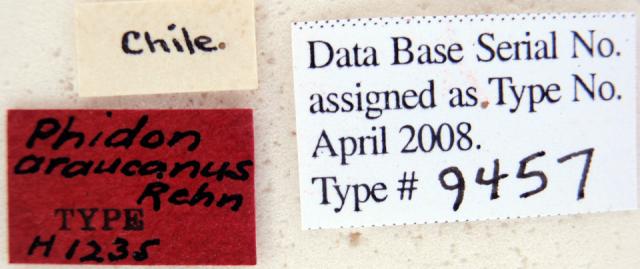 Chile.
Phidon
araucanus
Rehn
TYPE
H1235
Data Base Serial No.
assigned as Type No.
April 2008.
Type # 9457